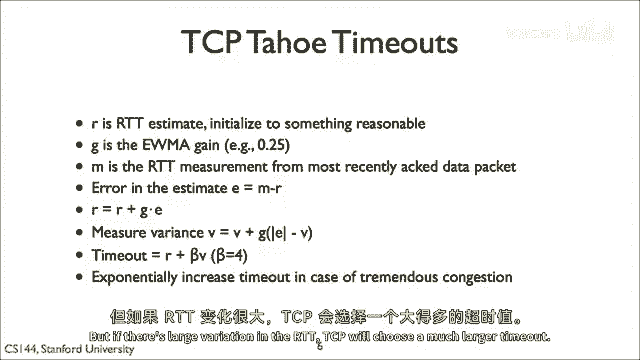 TCP Tahoe Timeouts
• r is RTT estimate, initialize to something reasonable
• g is the EWMA gain (e.g., 0.25)
• m is the RTT measurement from most recently acked data packet
• Error in the estimate e = m-r
• r = r + g·e
• Measure variance v = v + g(|e| - v)
• Timeout = r + βv (β=4)
• Exponentially increase timeout in case of tremendous congestion
但如果 RTT 变化很大，TCP 会选择一个大得多的超时值。
But if there's large variation in the RTT, TCP will choose a much larger timeout.
6
CS144, Stanford University